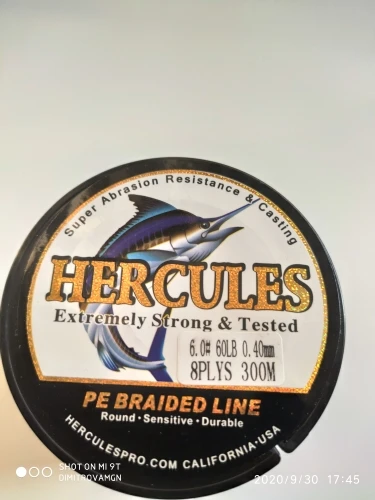 Super Abrasion Resistance & Casting
HERCULES
Extremely Strong & Tested
6.0# 60LB 0.40mm
8PLYS 300M
PE BRAIDED LINE
Round · Sensitive · Durable
HERCULESPRO.COM CALIFORNIA·USA
SHOT ON MI 9T
DIMITROVAMGN
2020/9/30 17:45